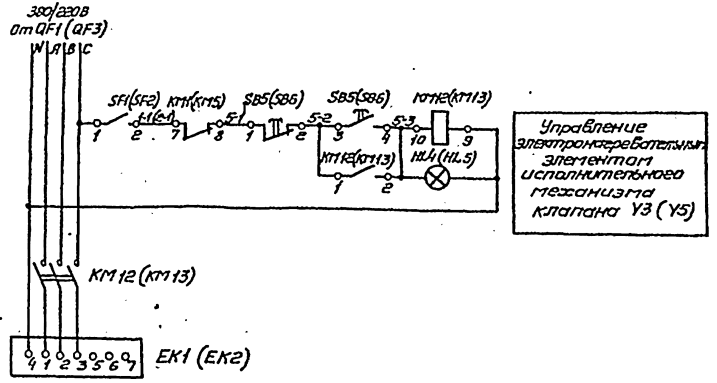 380/220В
От QF1 (QF3)
N A B C
SF1(SF2) KM1(KM5) SB5(SB6) SB5(SB6) KM12(KM13)
1 2 7 8 5-1 1 2 5-2 3 4 5-3 10 9
KM12(KM13) HL4(HL5)
1 2
Управление
электронагревательным
элементом
исполнительного
механизма
клапана Y3 (Y5)
KM12 (KM13)
4 1 2 3 5 6 7
EK1 (EK2)